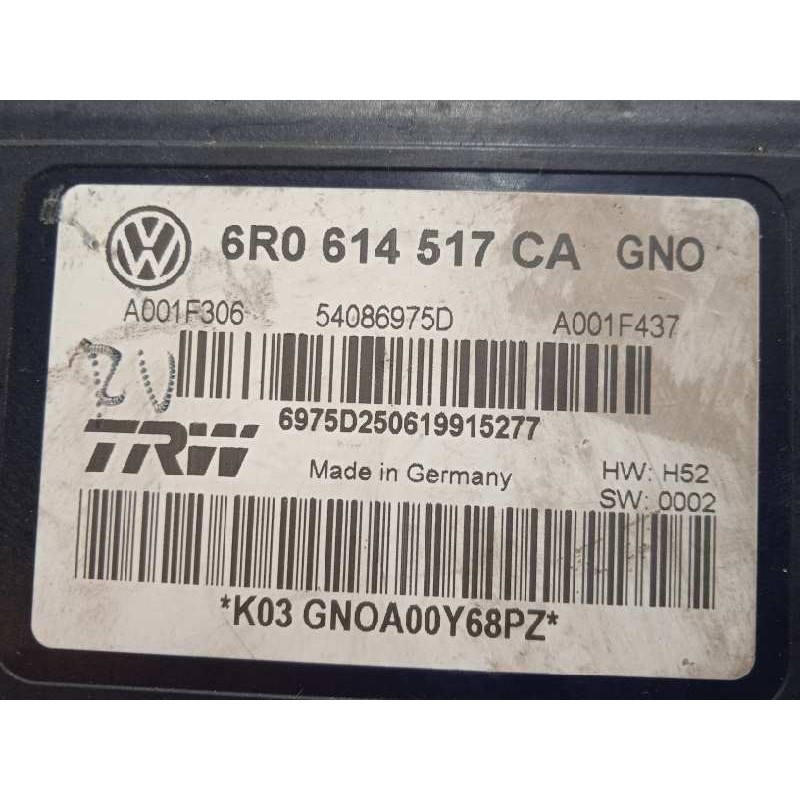 6R0 614 517 CA GNO
A001F306 54086975D A001F437
6975D250619915277
TRW Made in Germany HW: H52
SW: 0002
*K03 GNOA00Y68PZ*